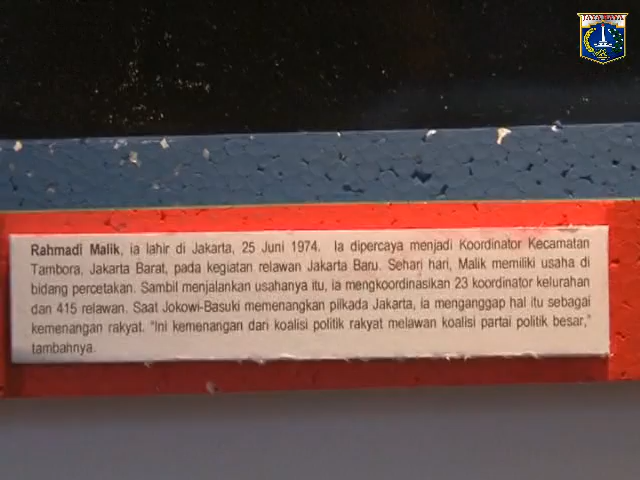 JAYA RAYA
Rahmadi Malik, ia lahir di Jakarta, 25 Juni 1974. Ia dipercaya menjadi Koordinator Kecamatan
Tambora, Jakarta Barat, pada kegiatan relawan Jakarta Baru. Sehari hari, Malik memiliki usaha di
bidang percetakan. Sambil menjalankan usahanya itu, ia mengkoordinasikan 23 koordinator kelurahan
dan 415 relawan. Saat Jokowi-Basuki memenangkan pilkada Jakarta, ia menganggap hal itu sebagai
kemenangan rakyat. "Ini kemenangan dari koalisi politik rakyat melawan koalisi partai politik besar,"
tambahnya.